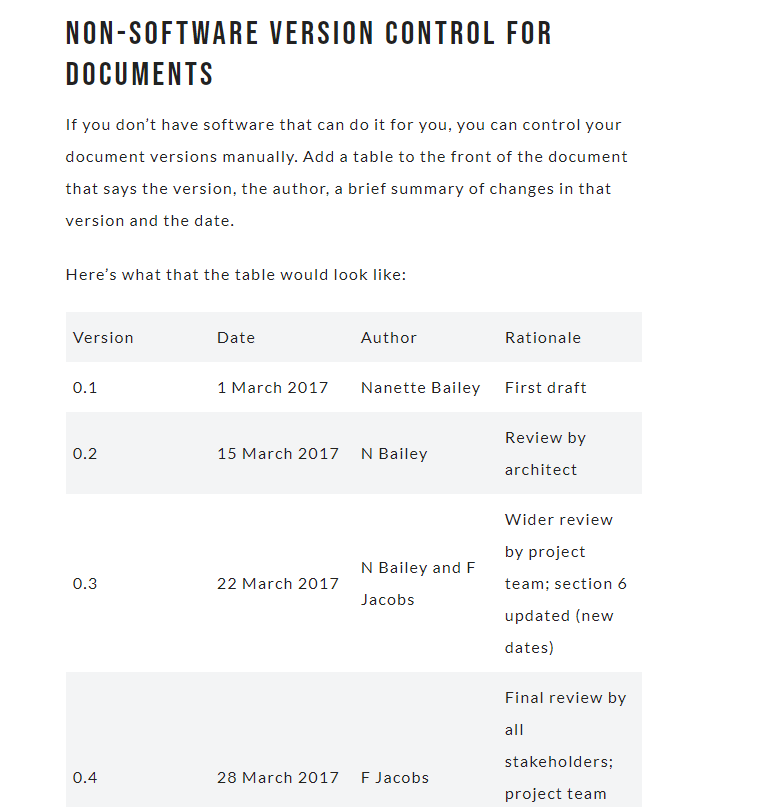 NON-SOFTWARE VERSION CONTROL FOR
DOCUMENTS
If you don’t have software that can do it for you, you can control your
document versions manually. Add a table to the front of the document
that says the version, the author, a brief summary of changes in that
version and the date.
Here’s what that the table would look like:
Version Date Author Rationale
0.1 1 March 2017 Nanette Bailey First draft
0.2 15 March 2017 N Bailey Review by
architect
0.3 22 March 2017 N Bailey and F
Jacobs
Wider review
by project
team; section 6
updated (new
dates)
0.4 28 March 2017 F Jacobs
Final review by
all
stakeholders;
project team